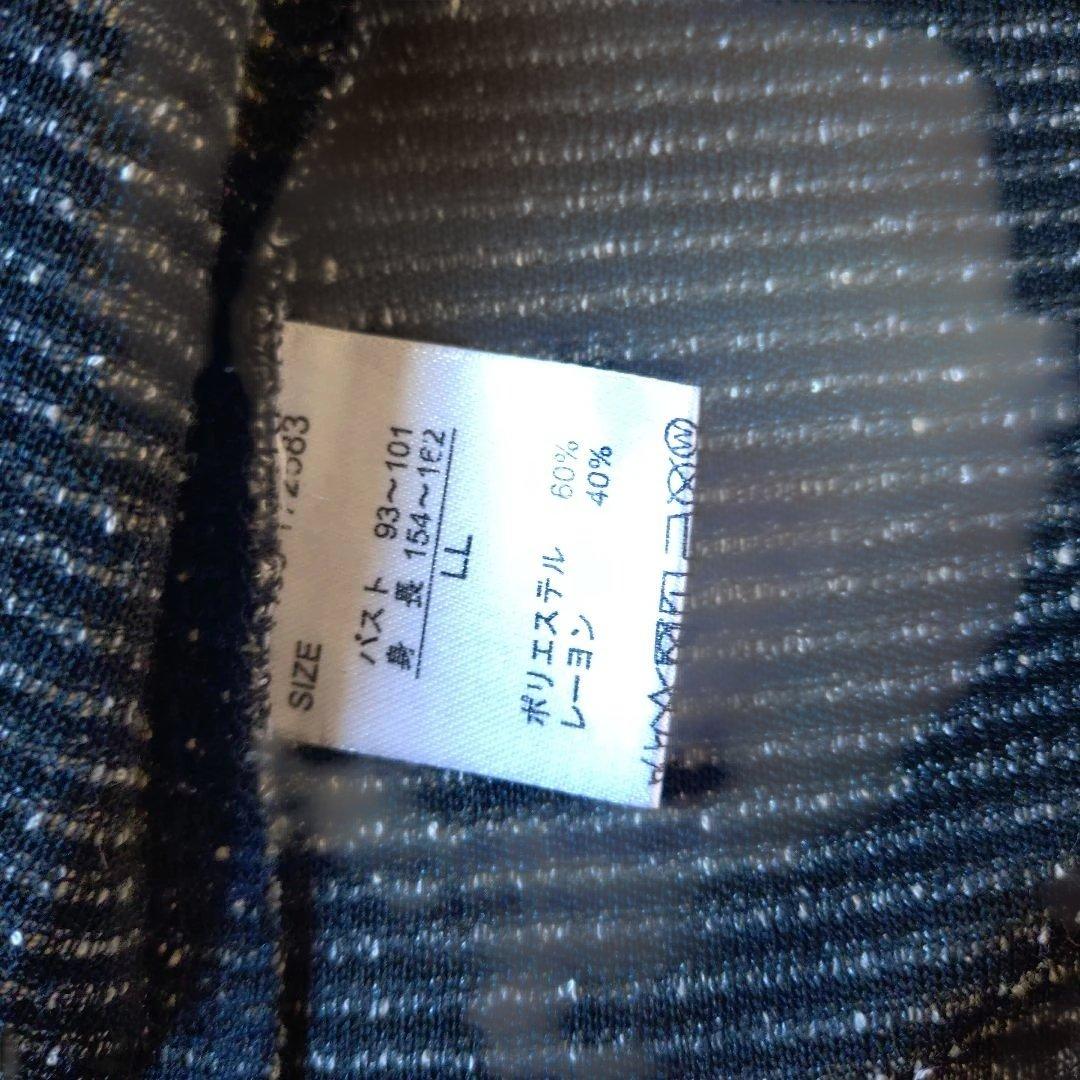 SIZE
バスト 93~101
身 長 154~162
LL
ポリエステル 60%
レーヨン 40%